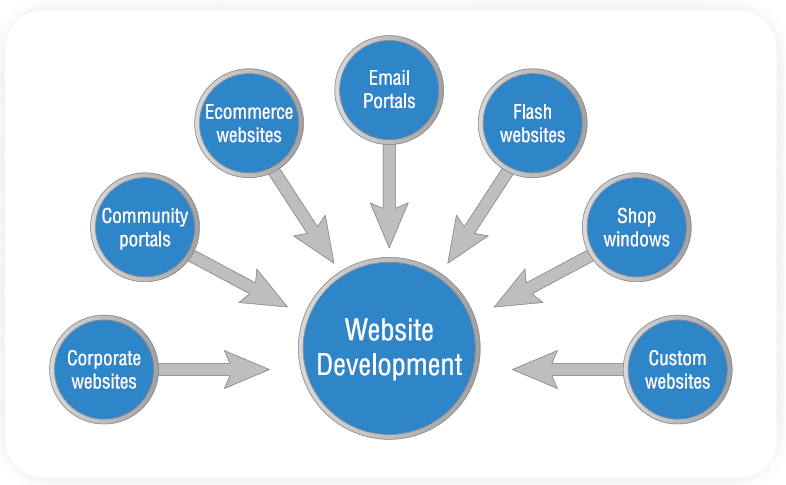 Email
Portals
Ecommerce
websites
Flash
websites
Community
portals
Shop
windows
Website
Development
Corporate
websites
Custom
websites